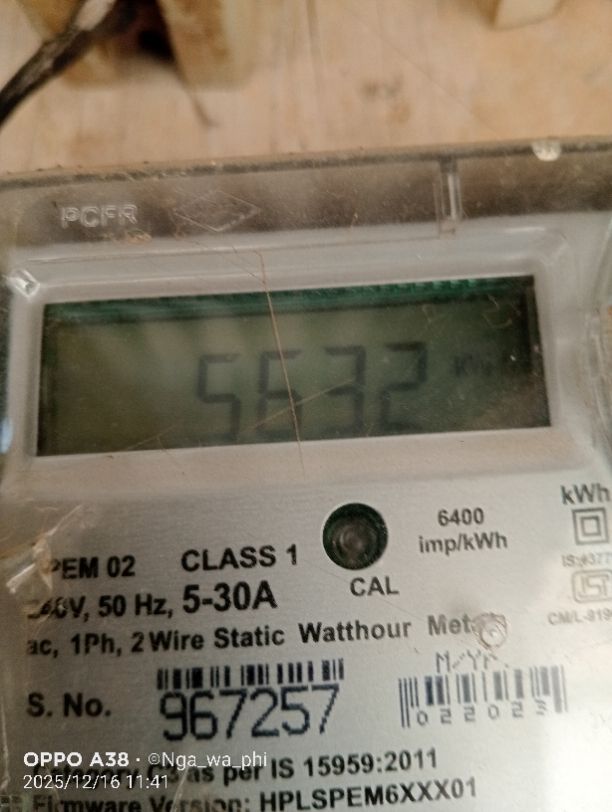 PCFR
5632 kWh
kWh
6400
imp/kWh
PEM 02 CLASS 1
CAL
50 Hz, 5-30A
ac, 1Ph, 2 Wire Static Watthour
M/Yr.
S. No. 967257
OPPO A38 · ©Nga_wa_phi
as per IS 15959:2011
2025/12/16 11:41
Firmware Version: HPLSPEM6XXX01